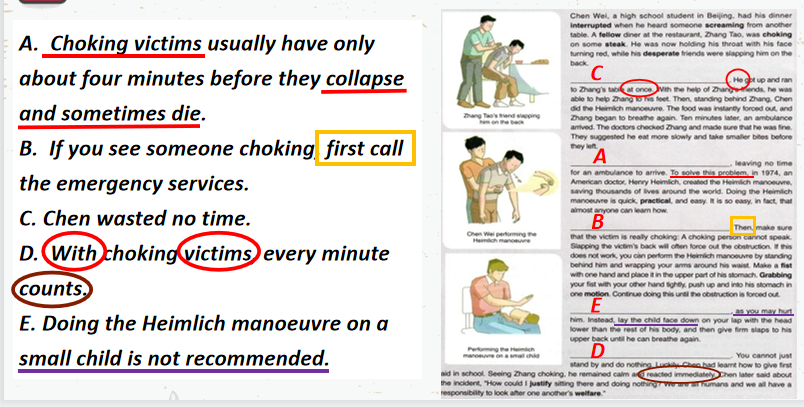 A. Choking victims usually have only
about four minutes before they collapse
and sometimes die.
B. If you see someone choking, first call
the emergency services.
C. Chen wasted no time.
D. With choking victims every minute
counts.
E. Doing the Heimlich manoeuvre on a
small child is not recommended.
Zhang Tao's friend slapping
him on the back
Chen Wei performing the
Heimlich manoeuvre
Performing the Heimlich
manoeuvre on a small child
Chen Wei, a high school student in Beijing, had his dinner
interrupted when he heard someone screaming from another
table. A fellow diner at the restaurant, Zhang Tao, was choking
on some steak. He was now holding his throat with his face
turning red, while his desperate friends were slapping him on the
back.
C He got up and ran
to Zhang's table at once. With the help of Zhang's friends, he was
able to help Zhang to his feet. Then, standing behind Zhang, Chen
did the Heimlich manoeuvre. The food was instantly forced out, and
Zhang began to breathe again. Ten minutes later, an ambulance
arrived. The doctors checked Zhang and made sure that he was fine.
They suggested he eat more slowly and take smaller bites before
they left.
A , leaving no time
for an ambulance to arrive. To solve this problem, in 1974, an
American doctor, Henry Heimlich, created the Heimlich manoeuvre,
saving thousands of lives around the world. Doing the Heimlich
manoeuvre is quick, practical, and easy. It is so easy, in fact, that
almost anyone can learn how.
B Then, make sure
that the victim is really choking: A choking person cannot speak.
Slapping the victim's back will often force out the obstruction. If this
does not work, you can perform the Heimlich manoeuvre by standing
behind him and wrapping your arms around his waist. Make a fist
with one hand and place it in the upper part of his stomach. Grabbing
your fist with your other hand tightly, push up and into his stomach in
one motion. Continue doing this until the obstruction is forced out.
E , as you may hurt
him. Instead, lay the child face down on your lap with the head
lower than the rest of his body, and then give firm slaps to his
upper back until he can breathe again.
D You cannot just
stand by and do nothing. Luckily, Chen had learnt how to give first
aid in school. Seeing Zhang choking, he remained calm and reacted immediately. Chen later said about
the incident, "How could I justify sitting there and doing nothing? We are all humans and we all have a
responsibility to look after one another's welfare."